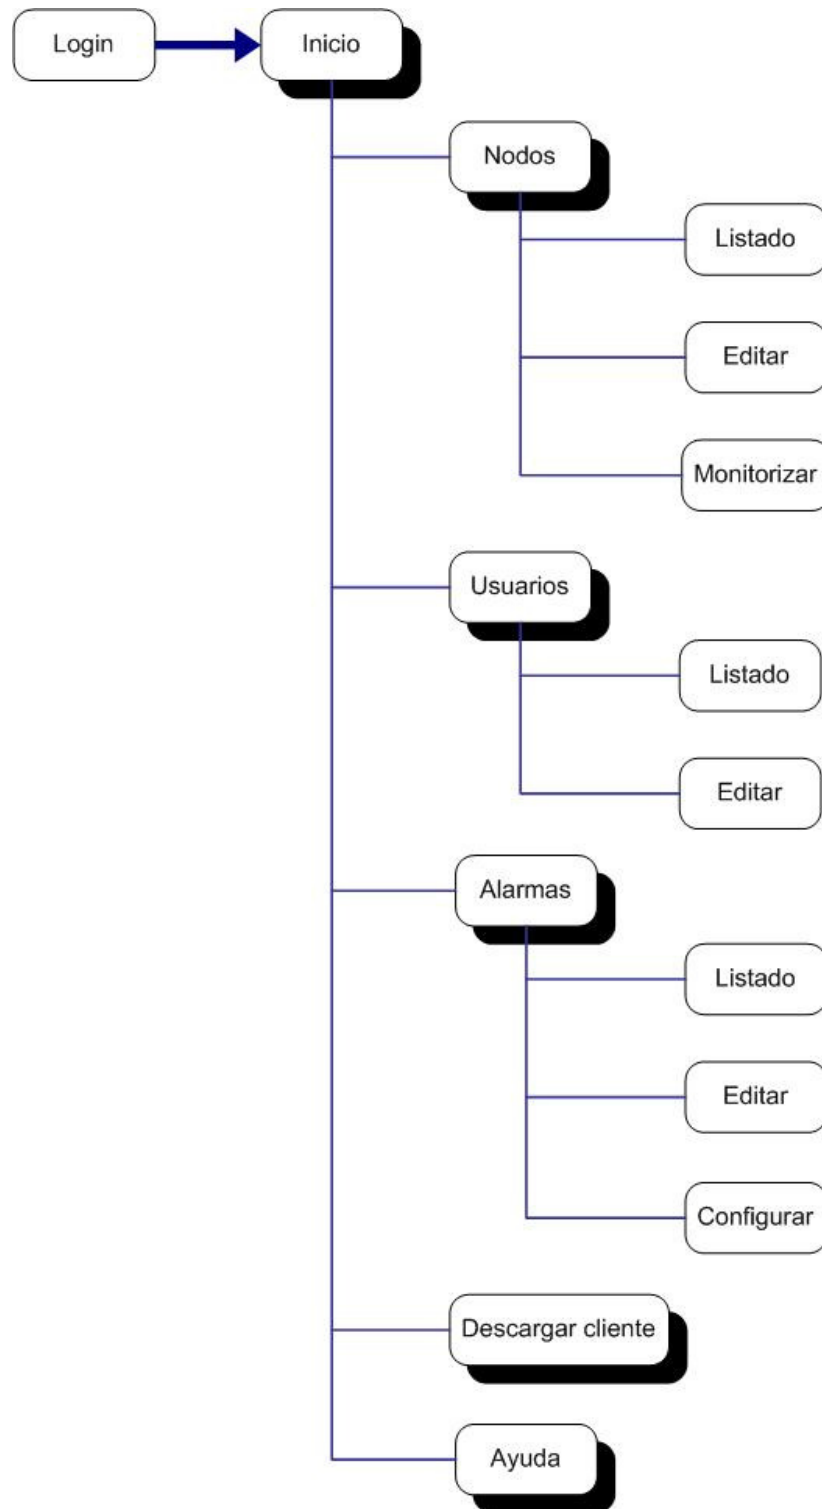 Login
Inicio
Nodos
Listado
Editar
Monitorizar
Usuarios
Listado
Editar
Alarmas
Listado
Editar
Configurar
Descargar cliente
Ayuda